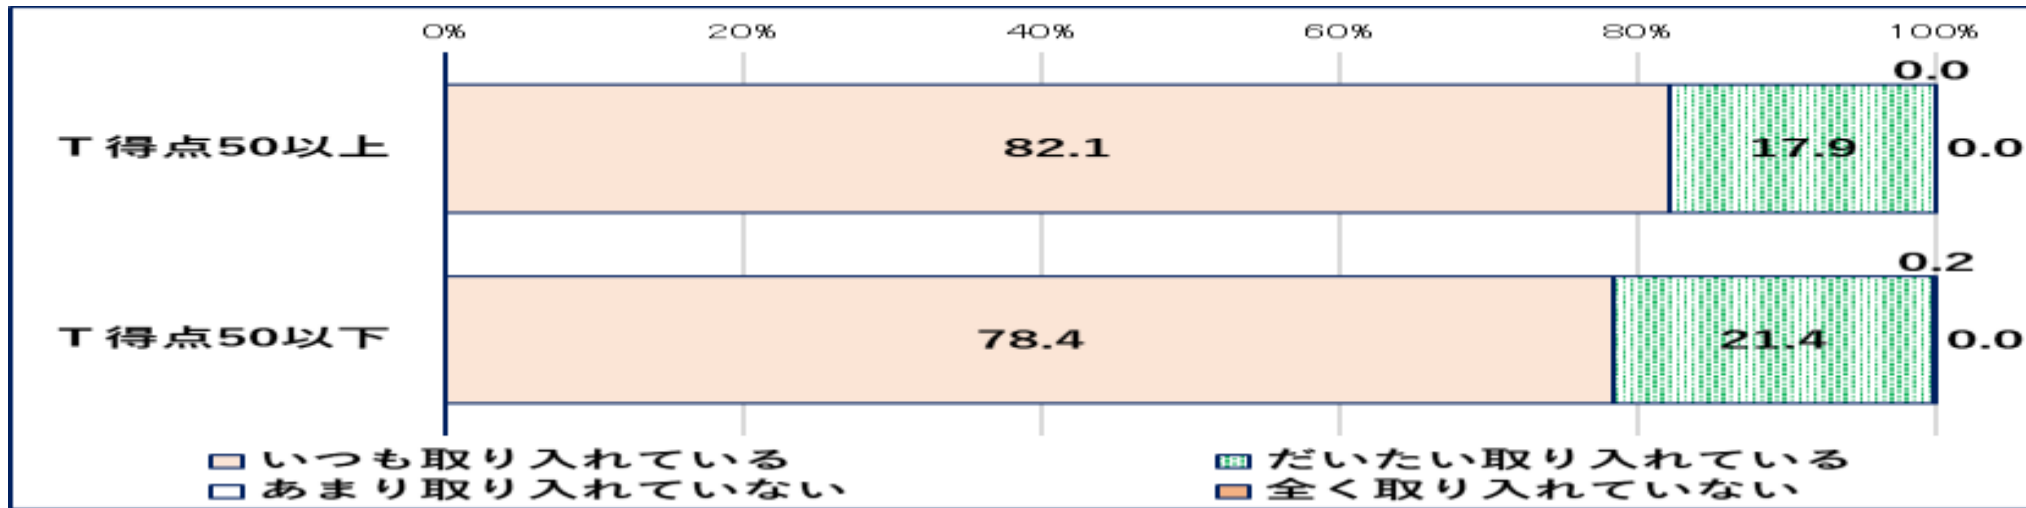 0% 20% 40% 60% 80% 100%
0.0
T得点50以上 82.1 17.9 0.0
0.2
T得点50以下 78.4 21.4 0.0
いつも取り入れている だいたい取り入れている
あまり取り入れていない 全く取り入れていない